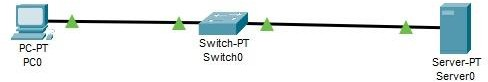 PC-PT
PC0
Switch-PT
Switch0
Server-PT
Server0